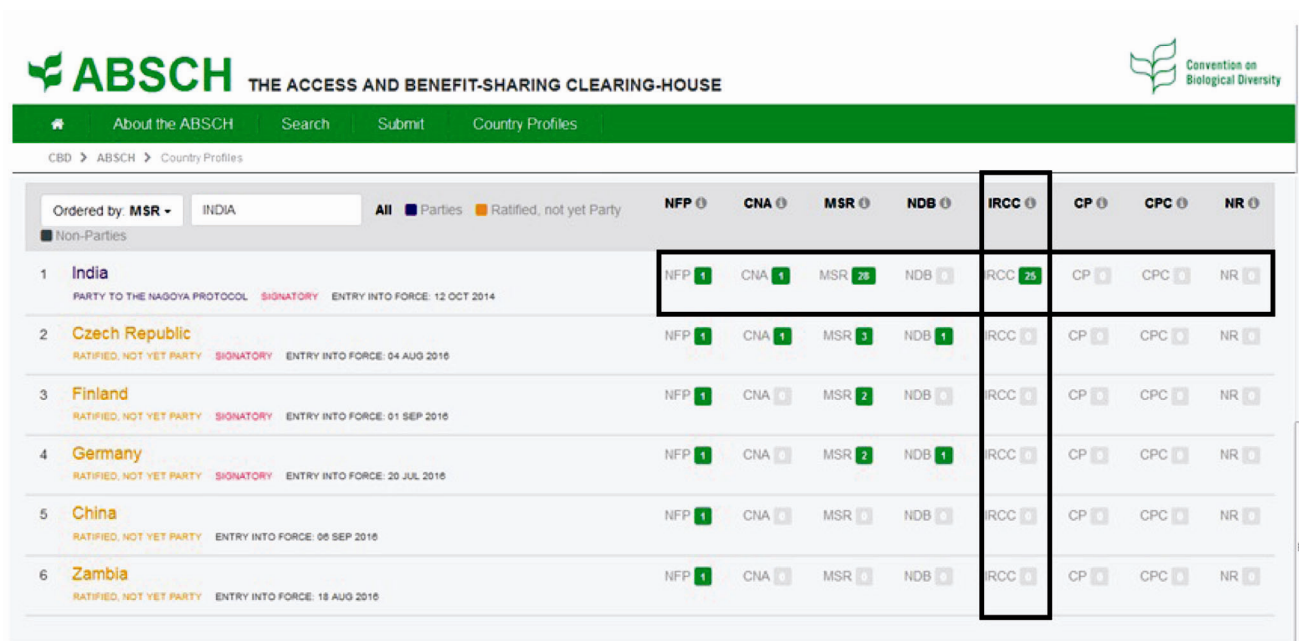 ABSCH THE ACCESS AND BENEFIT-SHARING CLEARING-HOUSE
Convention on
Biological Diversity
About the ABSCH Search Submit Country Profiles
CBD > ABSCH > Country Profiles
Ordered by: MSR INDIA All Parties Ratified, not yet Party NFP CNA MSR NDB IRCC CP CPC NR
Non-Parties
1 India NFP 1 CNA 1 MSR 28 NDB 0 IRCC 25 CP 0 CPC 0 NR 0
PARTY TO THE NAGOYA PROTOCOL SIGNATORY ENTRY INTO FORCE: 12 OCT 2014
2 Czech Republic NFP 1 CNA 1 MSR 3 NDB 1 IRCC 0 CP 0 CPC 0 NR 0
RATIFIED, NOT YET PARTY SIGNATORY ENTRY INTO FORCE: 04 AUG 2016
3 Finland NFP 1 CNA 0 MSR 2 NDB 0 IRCC 0 CP 0 CPC 0 NR 0
RATIFIED, NOT YET PARTY SIGNATORY ENTRY INTO FORCE: 01 SEP 2016
4 Germany NFP 1 CNA 0 MSR 2 NDB 1 IRCC 0 CP 0 CPC 0 NR 0
RATIFIED, NOT YET PARTY SIGNATORY ENTRY INTO FORCE: 20 JUL 2016
5 China NFP 1 CNA 0 MSR 0 NDB 0 IRCC 0 CP 0 CPC 0 NR 0
RATIFIED, NOT YET PARTY ENTRY INTO FORCE: 06 SEP 2016
6 Zambia NFP 1 CNA 0 MSR 0 NDB 0 IRCC 0 CP 0 CPC 0 NR 0
RATIFIED, NOT YET PARTY ENTRY INTO FORCE: 18 AUG 2016